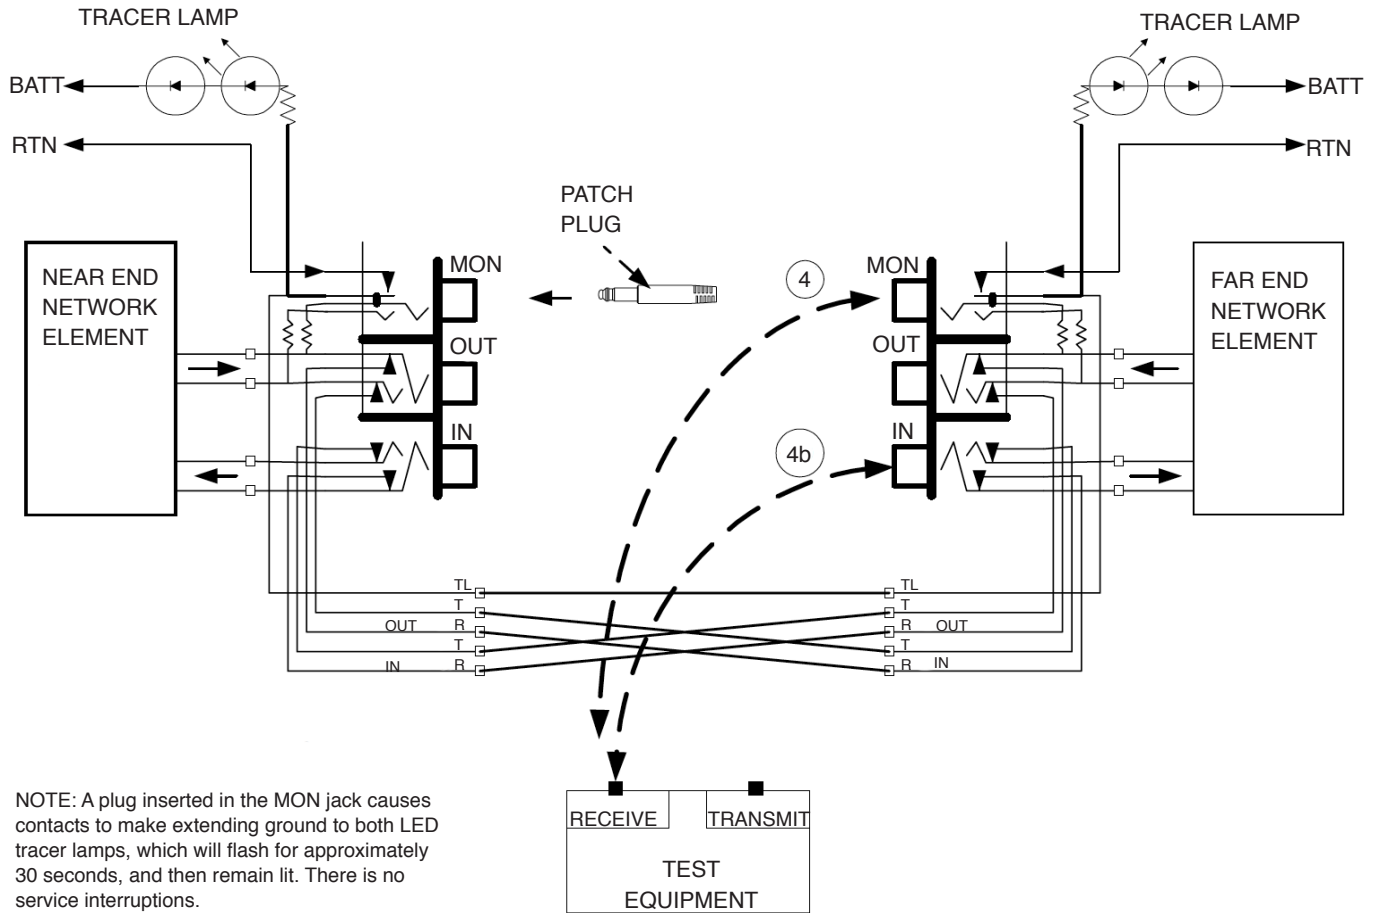 TRACER LAMP
TRACER LAMP
BATT
BATT
RTN
RTN
PATCH
PLUG
NEAR END
NETWORK
ELEMENT
MON
OUT
IN
4
4b
MON
OUT
IN
FAR END
NETWORK
ELEMENT
TL
TL
T
T
OUT R
R OUT
T
T
IN R
R IN
RECEIVE
TRANSMIT
TEST
EQUIPMENT
NOTE: A plug inserted in the MON jack causes
contacts to make extending ground to both LED
tracer lamps, which will flash for approximately
30 seconds, and then remain lit. There is no
service interruptions.